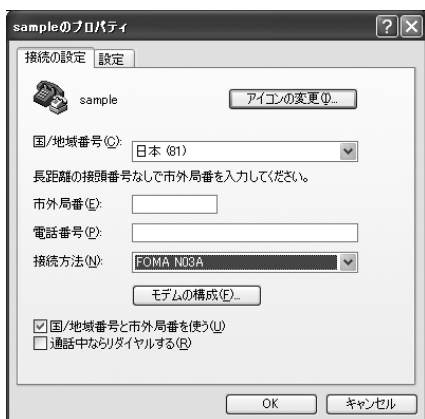 sampleのプロパティ
接続の設定 設定
sample アイコンの変更(I)...
国/地域番号(C): 日本 (81)
長距離の接頭番号なしで市外局番を入力してください。
市外局番(E):
電話番号(P):
接続方法(N): FOMA N03A
モデムの構成(F)...
国/地域番号と市外局番を使う(U)
通話中ならリダイヤルする(R)
OK キャンセル